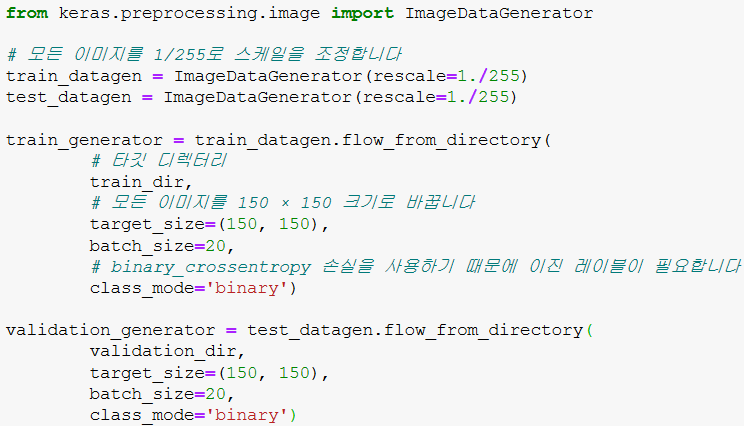 from keras.preprocessing.image import ImageDataGenerator
# 모든 이미지를 1/255로 스케일을 조정합니다
train_datagen = ImageDataGenerator(rescale=1./255)
test_datagen = ImageDataGenerator(rescale=1./255)
train_generator = train_datagen.flow_from_directory(
        # 타깃 디렉터리
        train_dir,
        # 모든 이미지를 150 × 150 크기로 바꿉니다
        target_size=(150, 150),
        batch_size=20,
        # binary_crossentropy 손실을 사용하기 때문에 이진 레이블이 필요합니다
        class_mode='binary')
validation_generator = test_datagen.flow_from_directory(
        validation_dir,
        target_size=(150, 150),
        batch_size=20,
        class_mode='binary')